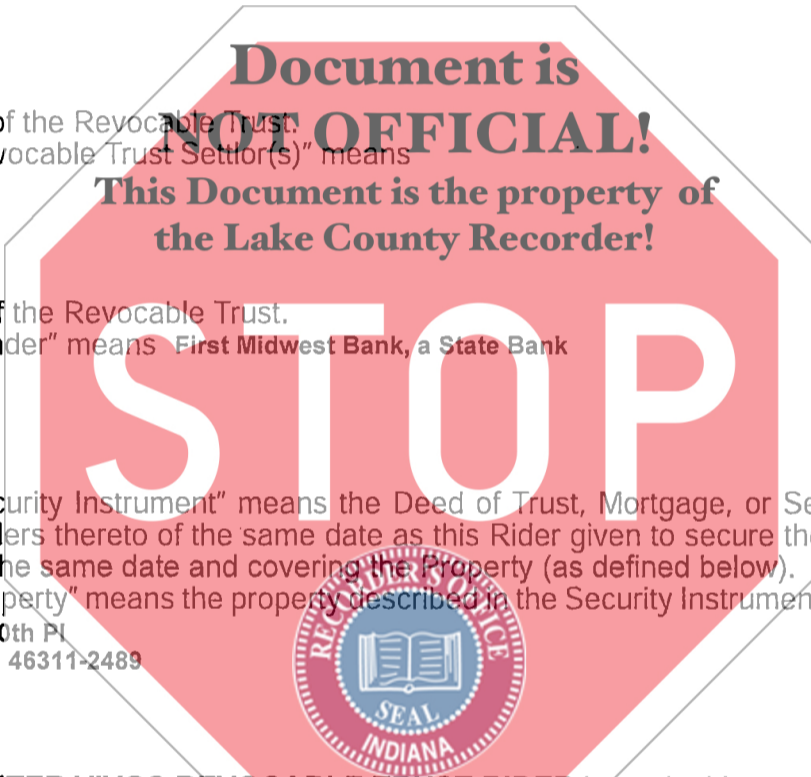 Document is
of the Revocable Trust.
NOT OFFICIAL!
vocable Trust Settlor(s)" means
This Document is the property of
the Lake County Recorder!
f the Revocable Trust.
der" means First Midwest Bank, a State Bank
STOP
curity Instrument" means the Deed of Trust, Mortgage, or Se
ers thereto of the same date as this Rider given to secure the
he same date and covering the Property (as defined below).
perty" means the property described in the Security Instrumen
0th Pl
46311-2489
RECORDER'S OFFICE
SEAL
INDIANA